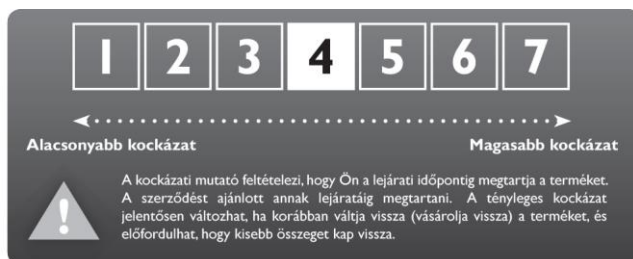 1 2 3 4 5 6 7
Alacsonyabb kockázat Magasabb kockázat
A kockázati mutató feltételezi, hogy Ön a lejárati időpontig megtartja a terméket.
A szerződést ajánlott annak lejáratáig megtartani. A tényleges kockázat
jelentősen változhat, ha korábban váltja vissza (vásárolja vissza) a terméket, és
előfordulhat, hogy kisebb összeget kap vissza.